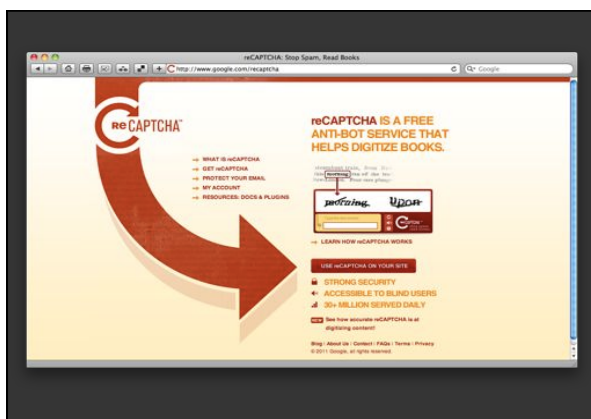 reCAPTCHA: Stop Spam, Read Books
http://www.google.com/recaptcha
Google
reCAPTCHA™
→ WHAT IS reCAPTCHA
→ GET reCAPTCHA
→ PROTECT YOUR EMAIL
→ MY ACCOUNT
→ RESOURCES: DOCS & PLUGINS
reCAPTCHA IS A FREE
ANTI-BOT SERVICE THAT
HELPS DIGITIZE BOOKS.
morning
morning Upon
→ LEARN HOW reCAPTCHA WORKS
USE reCAPTCHA ON YOUR SITE
STRONG SECURITY
ACCESSIBLE TO BLIND USERS
30+ MILLION SERVED DAILY
NEW See how accurate reCAPTCHA is at
digitizing content!
Blog | About Us | Contact | FAQs | Terms | Privacy
© 2011 Google, all rights reserved.